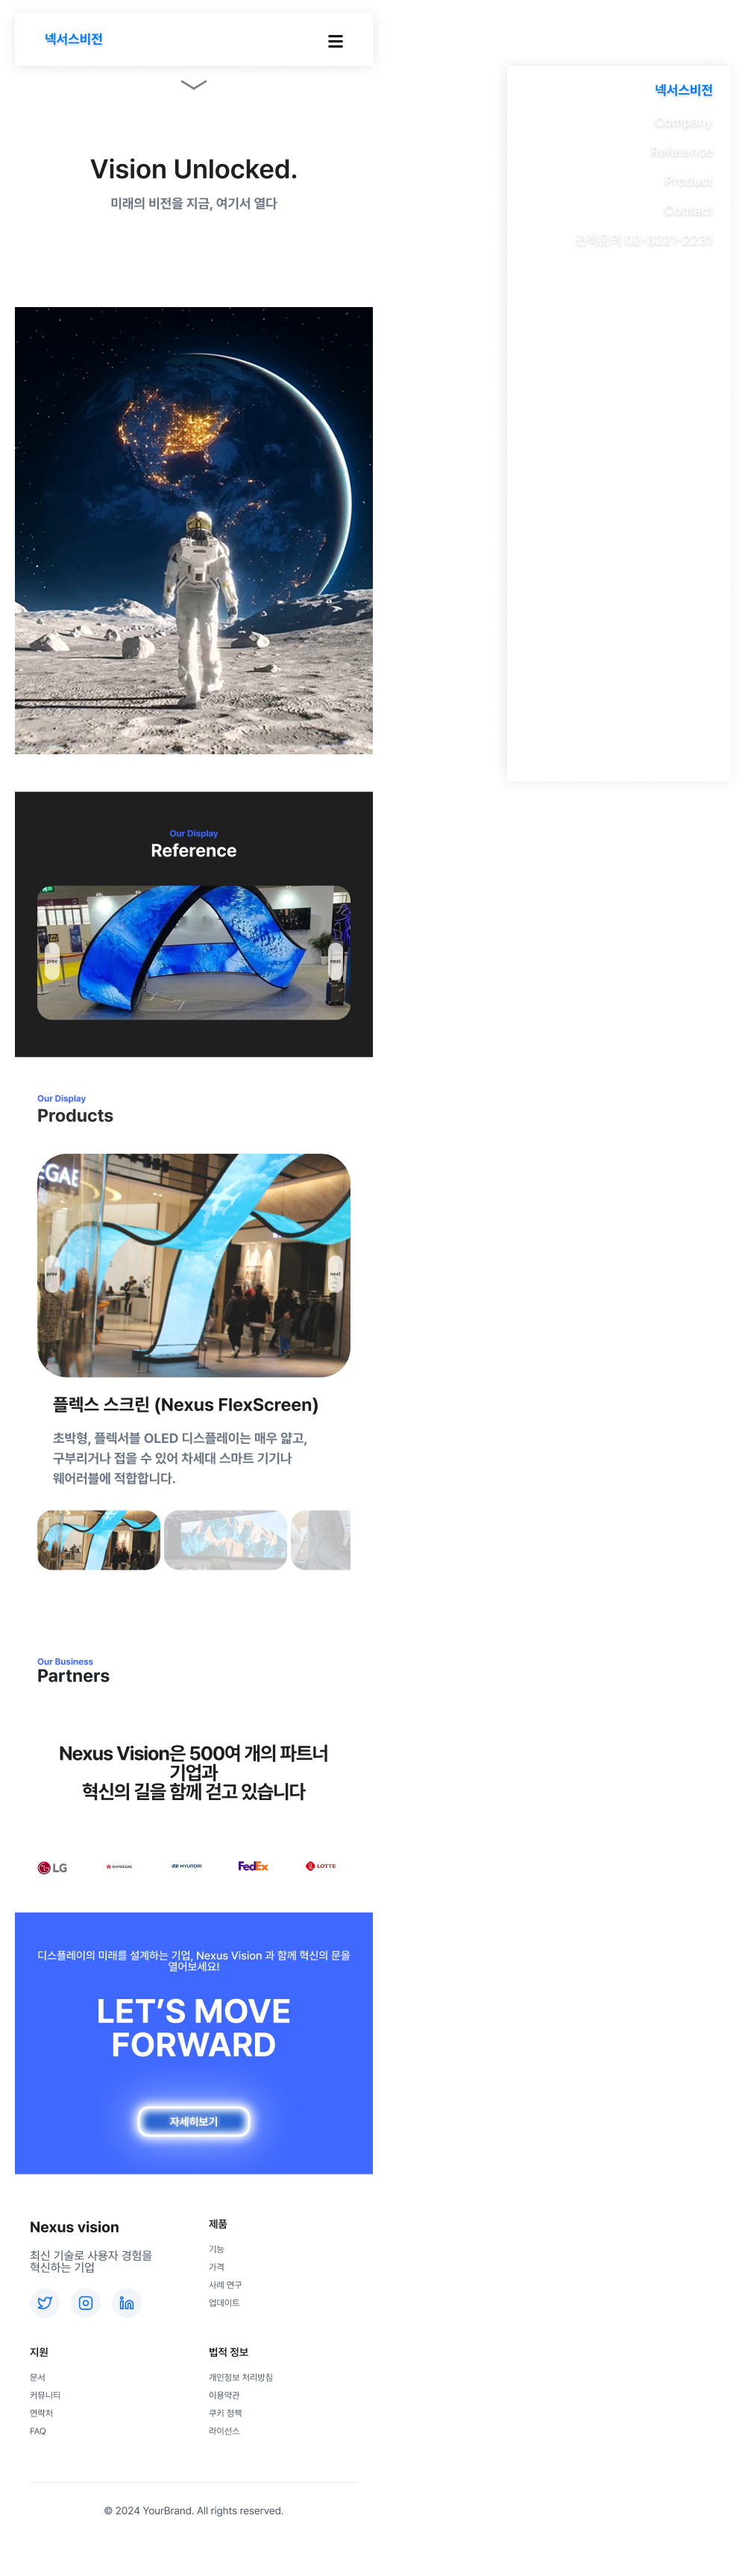 넥서스비전
넥서스비전
Company
Reference
Product
Contact
견적문의 02-3221-2231
Vision Unlocked.
미래의 비전을 지금, 여기서 열다
Our Display
Reference
prev
next
Our Display
Products
EGAE
prev
next
플렉스 스크린 (Nexus FlexScreen)
초박형, 플렉서블 OLED 디스플레이는 매우 얇고,
구부리거나 접을 수 있어 차세대 스마트 기기나
웨어러블에 적합합니다.
Our Business
Partners
Nexus Vision은 500여 개의 파트너
기업과
혁신의 길을 함께 걷고 있습니다
LG
SHINSEGAE
HYUNDAI
FedEx
LOTTE
디스플레이의 미래를 설계하는 기업, Nexus Vision 과 함께 혁신의 문을
열어보세요!
LET’S MOVE
FORWARD
자세히보기
Nexus vision
최신 기술로 사용자 경험을
혁신하는 기업
제품
기능
가격
사례 연구
업데이트
지원
문서
커뮤니티
연락처
FAQ
법적 정보
개인정보 처리방침
이용약관
쿠키 정책
라이선스
© 2024 YourBrand. All rights reserved.